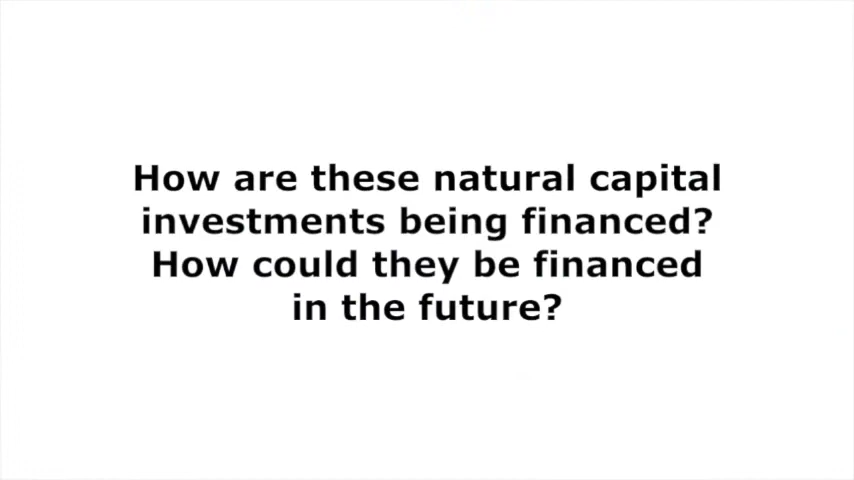 How are these natural capital
investments being financed?
How could they be financed
in the future?